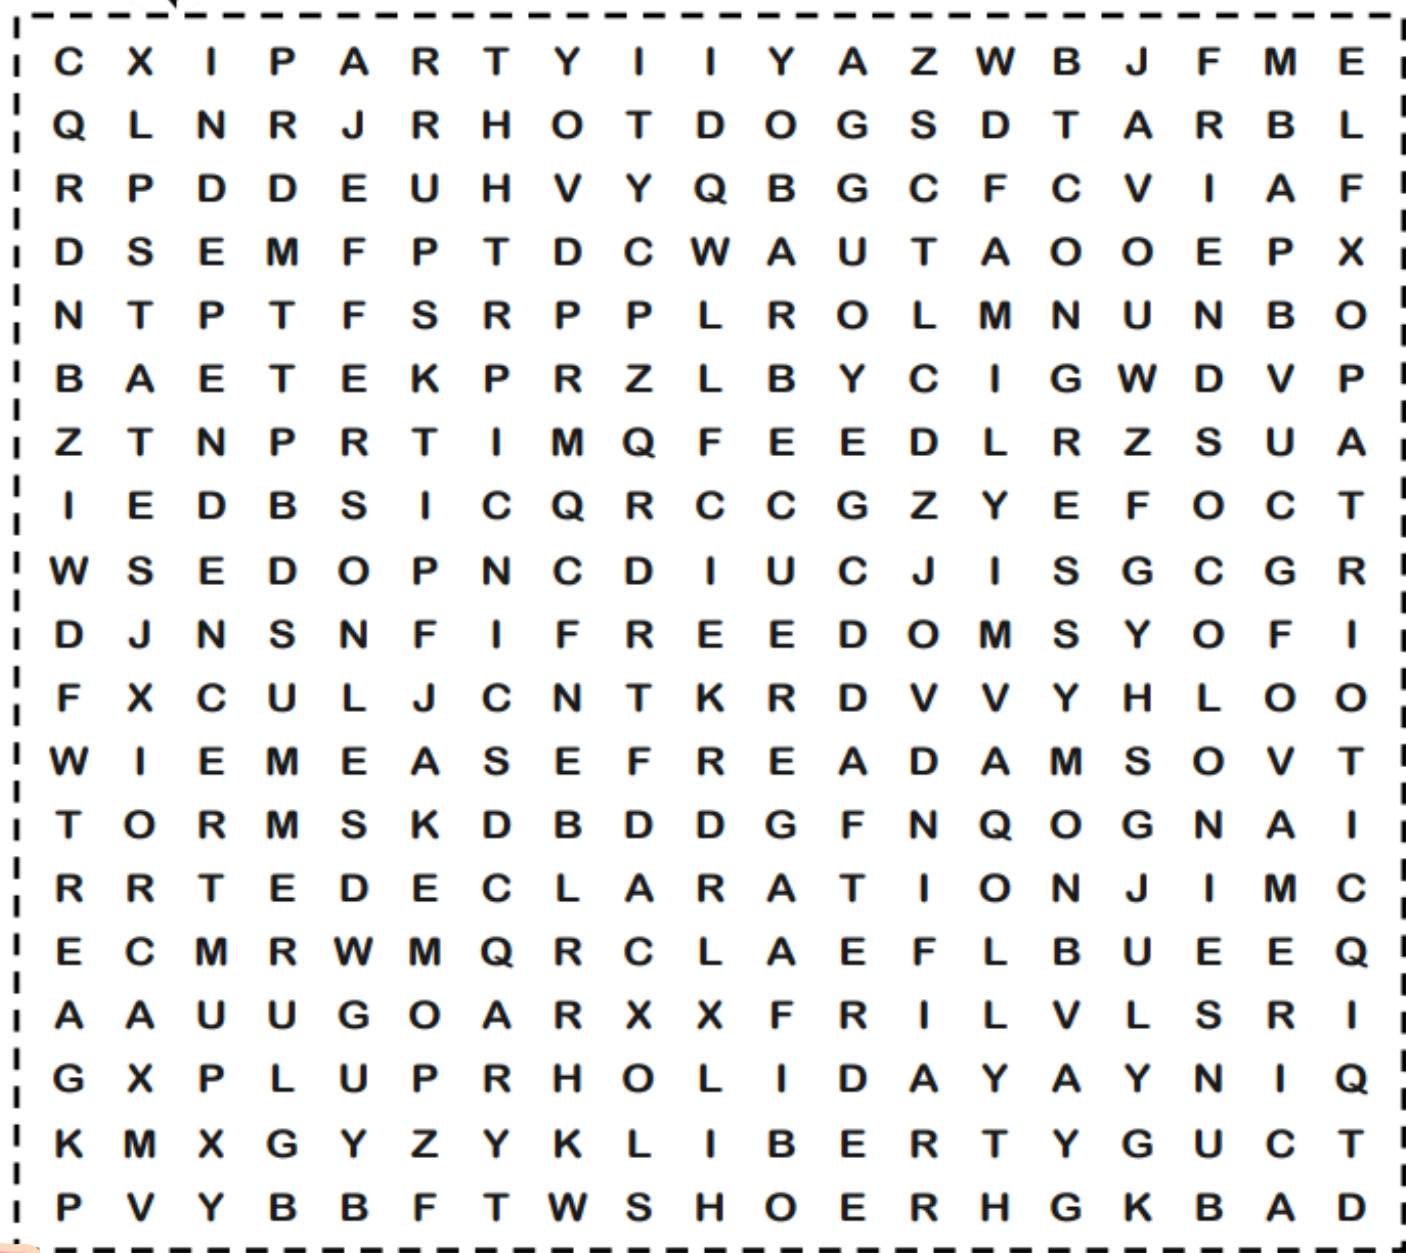 C X I P A R T Y I I Y A Z W B J F M E
Q L N R J R H O T D O G S D T A R B L
R P D D E U H V Y Q B G C F C V I A F
D S E M F P T D C W A U T A O O E P X
N T P T F S R P P L R O L M N U N B O
B A E T E K P R Z L B Y C I G W D V P
Z T N P R T I M Q F E E D L R Z S U A
I E D B S I C Q R C C G Z Y E F O C T
W S E D O P N C D I U C J I S G C G R
D J N S N F I F R E E D O M S Y O F I
F X C U L J C N T K R D V V Y H L O O
W I E M E A S E F R E A D A M S O V T
T O R M S K D B D D G F N Q O G N A I
R R T E D E C L A R A T I O N J I M C
E C M R W M Q R C L A E F L B U E E Q
A A U U G O A R X X F R I L V L S R I
G X P L U P R H O L I D A Y A Y N I Q
K M X G Y Z Y K L I B E R T Y G U C T
P V Y B B F T W S H O E R H G K B A D